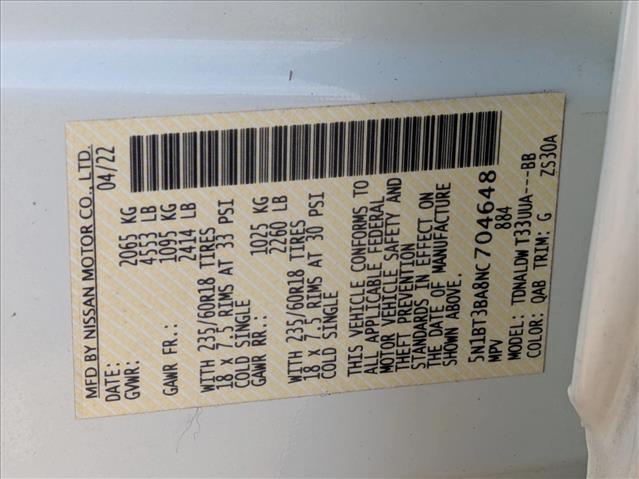 MFD BY NISSAN MOTOR CO., LTD.
DATE: 04/22
GVWR: 2065 KG
4553 LB
GAWR FR.: 1095 KG
2414 LB
WITH 235/60R18 TIRES
18 X 7.5 RIMS AT 33 PSI
COLD SINGLE
GAWR RR.: 1025 KG
2260 LB
WITH 235/60R18 TIRES
18 X 7.5 RIMS AT 30 PSI
COLD SINGLE
THIS VEHICLE CONFORMS TO
ALL APPLICABLE FEDERAL
MOTOR VEHICLE SAFETY AND
THEFT PREVENTION
STANDARDS IN EFFECT ON
THE DATE OF MANUFACTURE
SHOWN ABOVE.
5N1BT3BA8NC704648
MPV 884
MODEL: TDNALDWT33UUA----BB
COLOR: QAB TRIM: G ZS30A